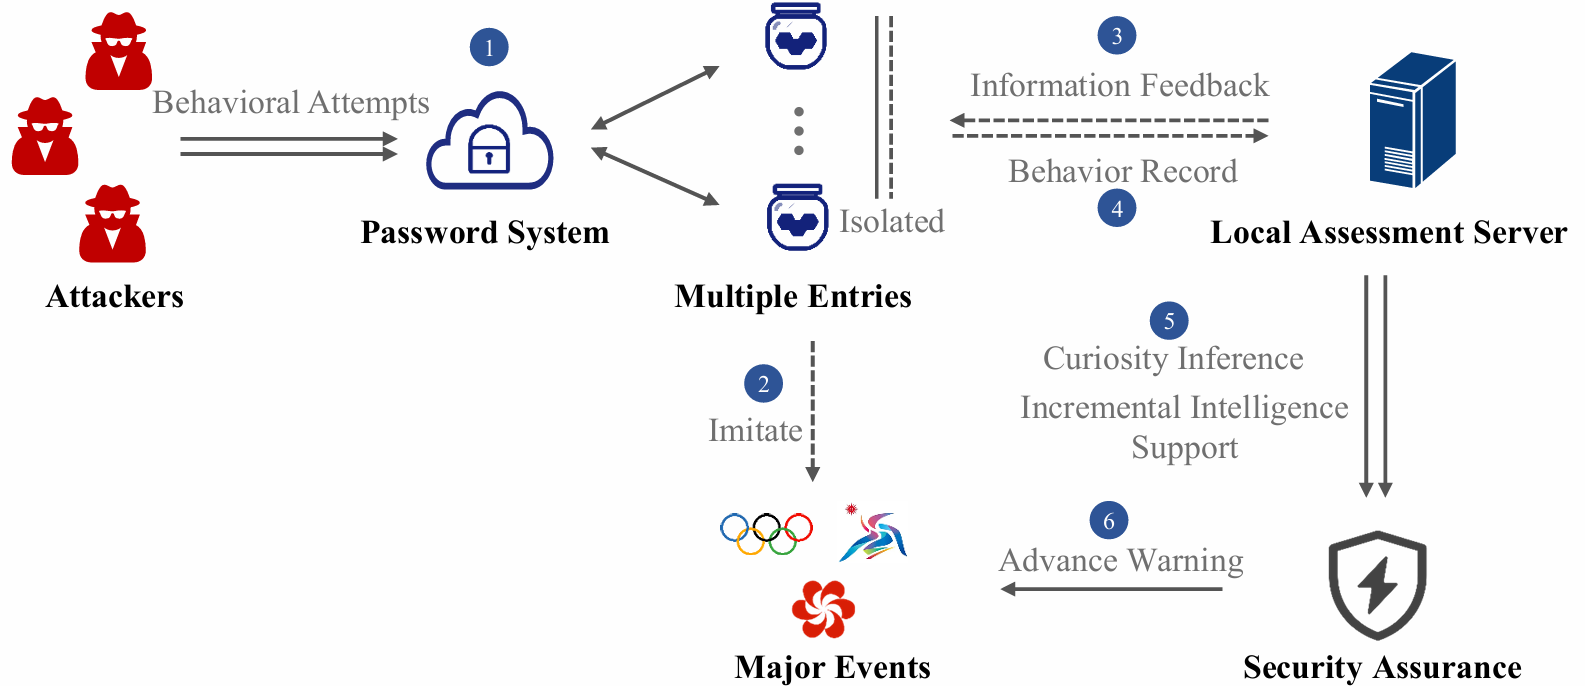 1
3
Information Feedback
Behavioral Attempts
Behavior Record
4
Isolated
Password System
Local Assessment Server
Attackers
Multiple Entries
5
Curiosity Inference
2
Imitate
Incremental Intelligence
Support
6
Advance Warning
Major Events
Security Assurance